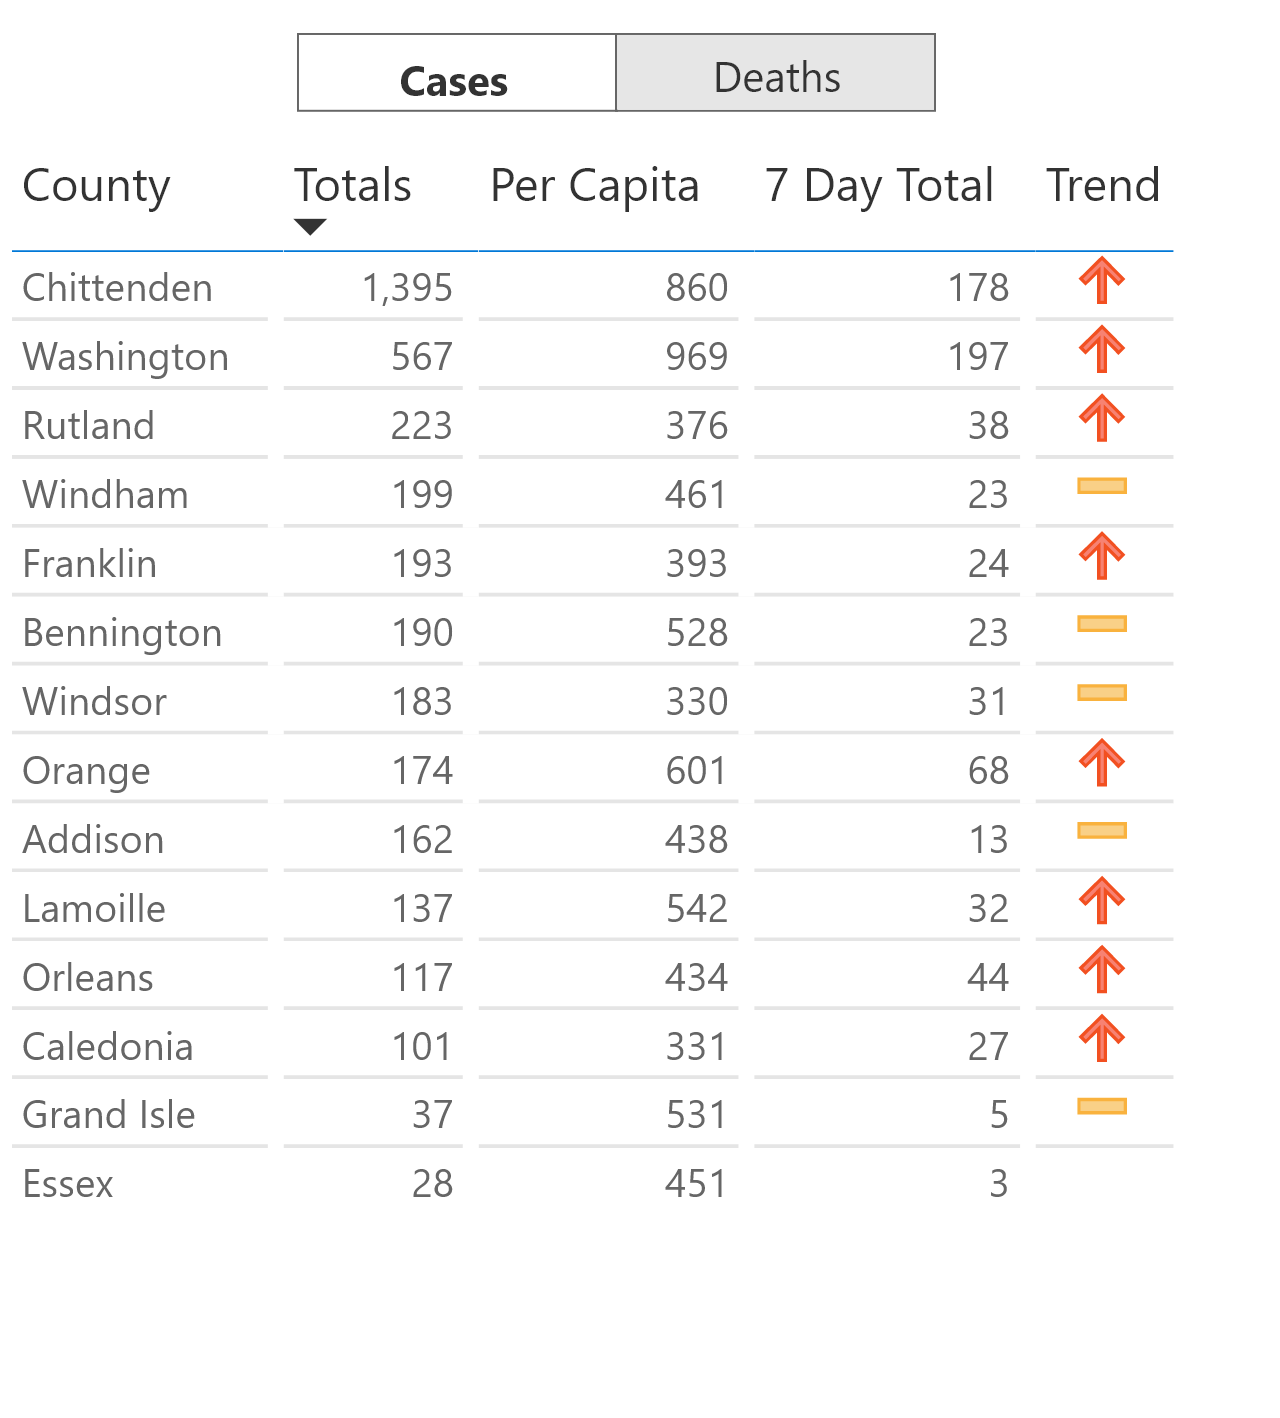 Cases Deaths
County Totals Per Capita 7 Day Total Trend
Chittenden 1,395 860 178
Washington 567 969 197
Rutland 223 376 38
Windham 199 461 23
Franklin 193 393 24
Bennington 190 528 23
Windsor 183 330 31
Orange 174 601 68
Addison 162 438 13
Lamoille 137 542 32
Orleans 117 434 44
Caledonia 101 331 27
Grand Isle 37 531 5
Essex 28 451 3